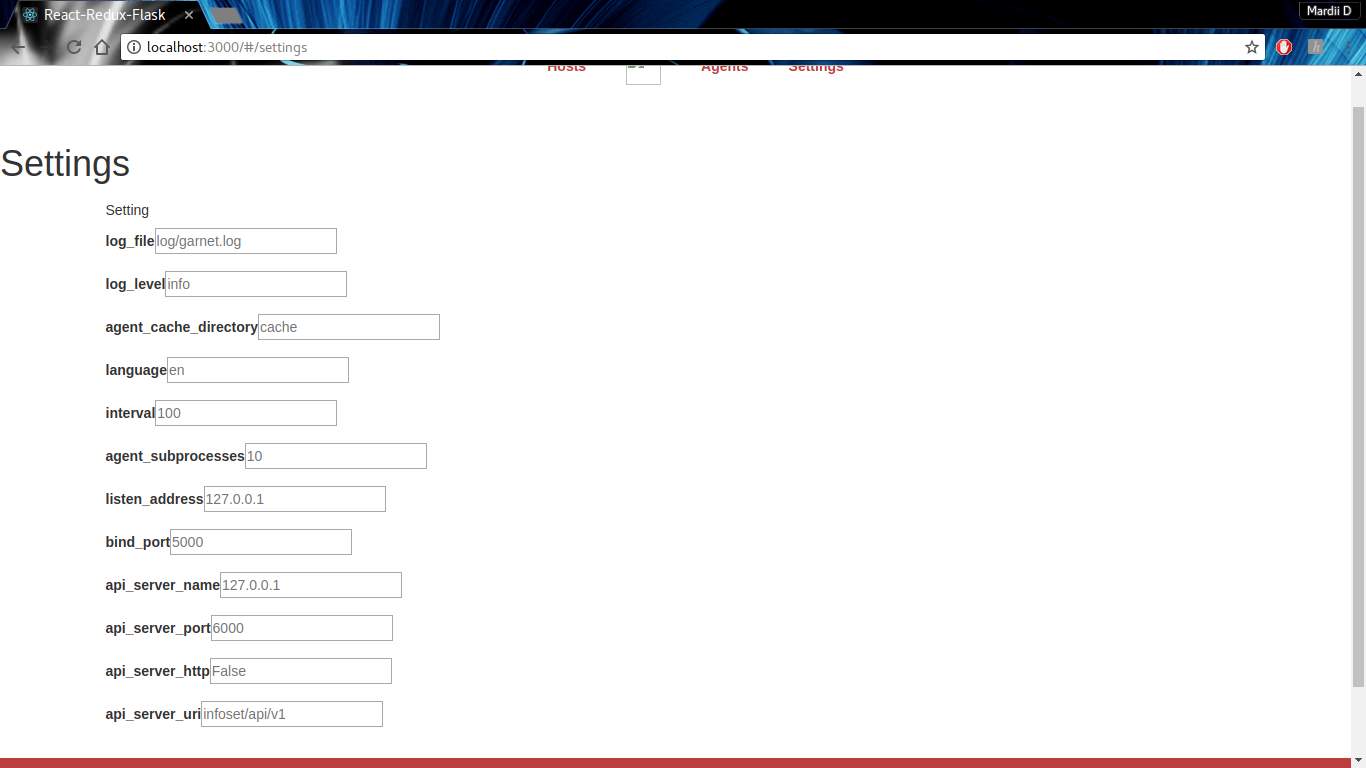 React-Redux-Flask
Mardii D
localhost:3000/#/settings
Hosts Agents Settings
Settings
Setting
log_file log/garnet.log
log_level info
agent_cache_directory cache
language en
interval 100
agent_subprocesses 10
listen_address 127.0.0.1
bind_port 5000
api_server_name 127.0.0.1
api_server_port 6000
api_server_http False
api_server_uri infoset/api/v1